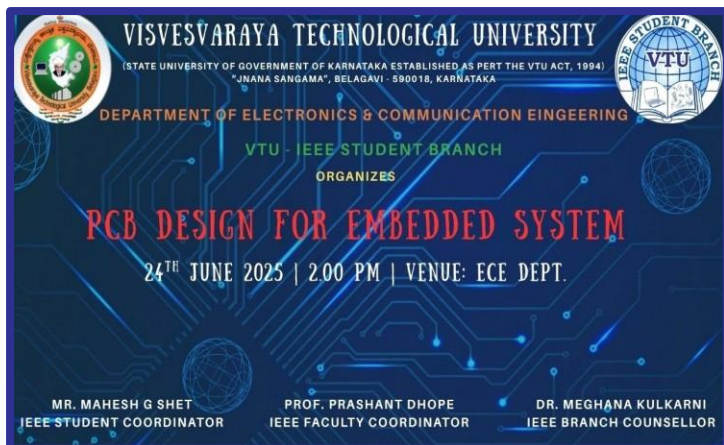 VISVESVARAYA TECHNOLOGICAL UNIVERSITY
(STATE UNIVERSITY OF GOVERNMENT OF KARNATAKA ESTABLISHED AS PERT THE VTU ACT, 1994)
"JNANA SANGAMA", BELAGAVI - 590018, KARNATAKA
IEEE STUDENT BRANCH
VTU
DEPARTMENT OF ELECTRONICS & COMMUNICATION EINGEERING
VTU - IEEE STUDENT BRANCH
ORGANIZES
PCB DESIGN FOR EMBEDDED SYSTEM
24TH JUNE 2025 | 2.00 PM | VENUE: ECE DEPT.
MR. MAHESH G SHET
IEEE STUDENT COORDINATOR
PROF. PRASHANT DHOPE
IEEE FACULTY COORDINATOR
DR. MEGHANA KULKARNI
IEEE BRANCH COUNSELLOR